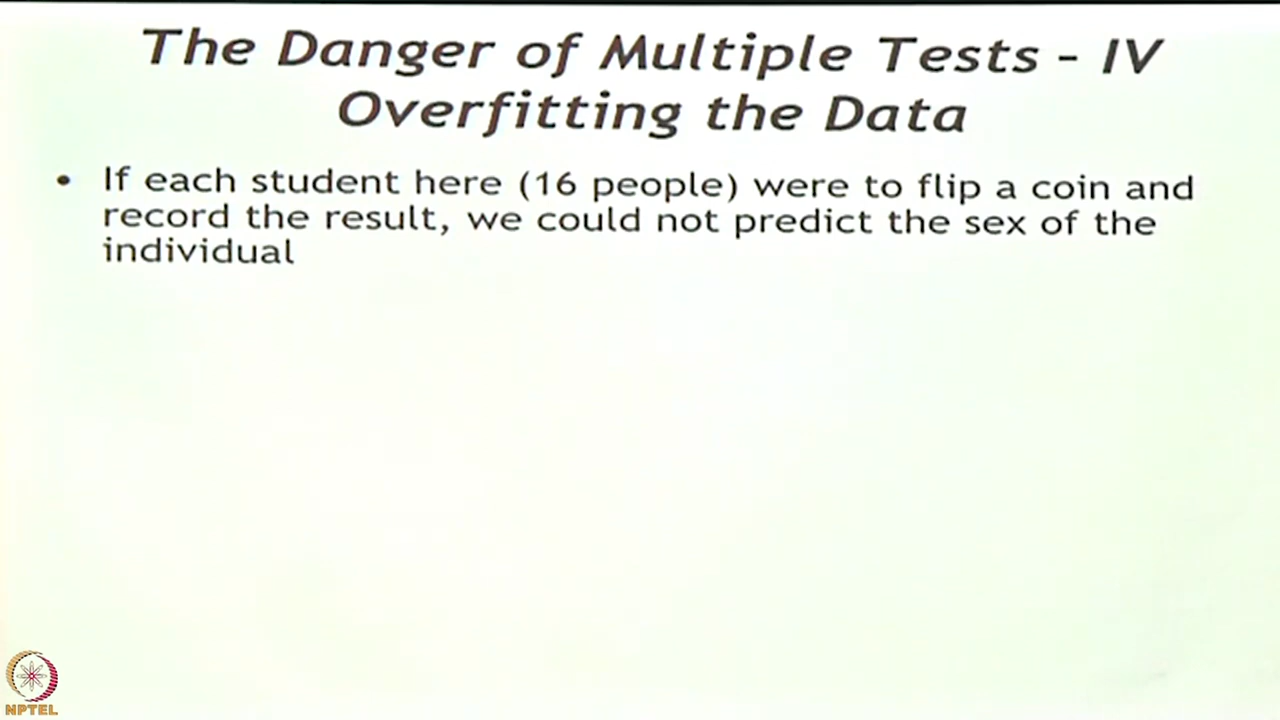 The Danger of Multiple Tests - IV
Overfitting the Data
• If each student here (16 people) were to flip a coin and
record the result, we could not predict the sex of the
individual
NPTEL